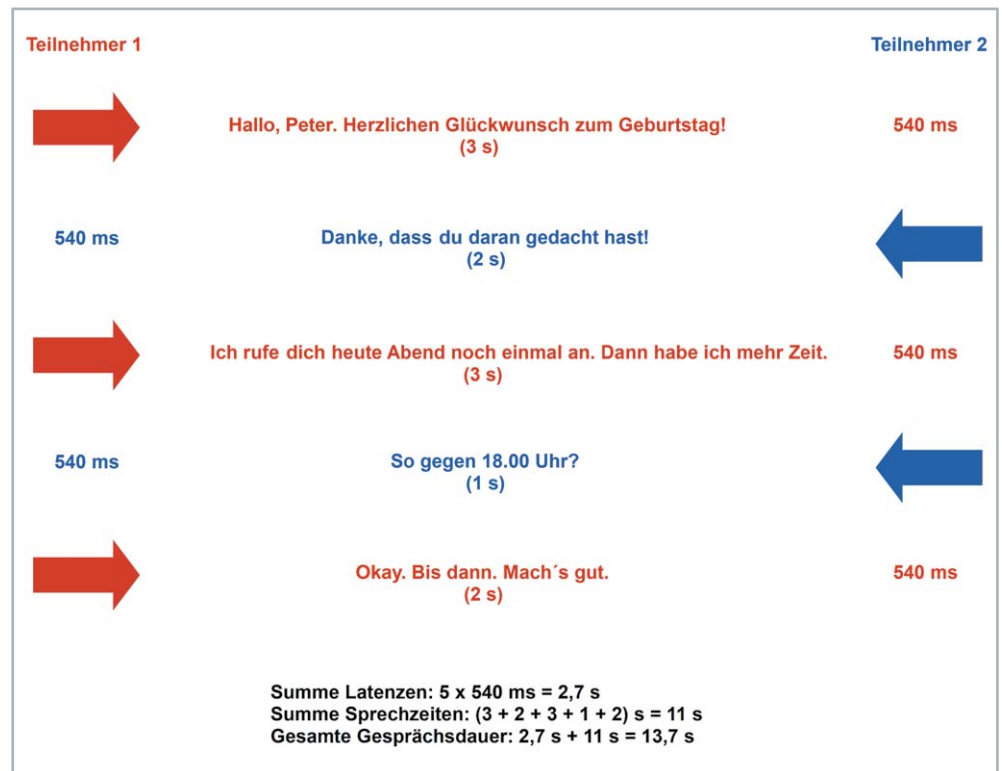 Teilnehmer 1
Teilnehmer 2
Hallo, Peter. Herzlichen Glückwunsch zum Geburtstag!
(3 s)
540 ms
540 ms
Danke, dass du daran gedacht hast!
(2 s)
Ich rufe dich heute Abend noch einmal an. Dann habe ich mehr Zeit.
(3 s)
540 ms
540 ms
So gegen 18.00 Uhr?
(1 s)
Okay. Bis dann. Mach´s gut.
(2 s)
540 ms
Summe Latenzen: 5 x 540 ms = 2,7 s
Summe Sprechzeiten: (3 + 2 + 3 + 1 + 2) s = 11 s
Gesamte Gesprächsdauer: 2,7 s + 11 s = 13,7 s